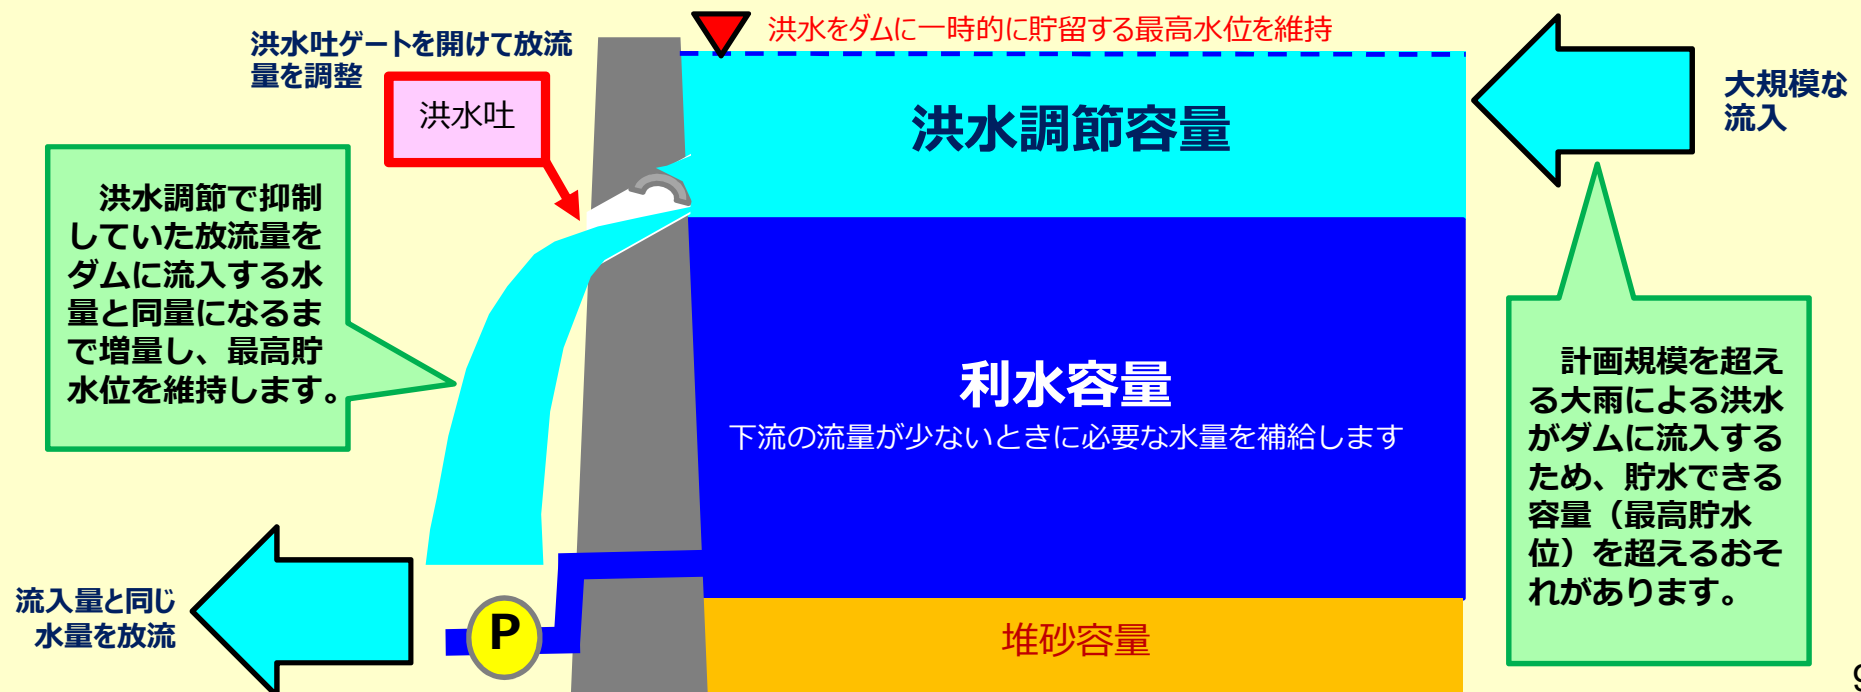 洪水をダムに一時的に貯留する最高水位を維持
洪水吐ゲートを開けて放流
量を調整
洪水吐
洪水調節容量
大規模な
流入
洪水調節で抑制
していた放流量を
ダムに流入する水
量と同量になるま
で増量し、最高貯
水位を維持します。
利水容量
下流の流量が少ないときに必要な水量を補給します
計画規模を超え
る大雨による洪水
がダムに流入する
ため、貯水できる
容量（最高貯水
位）を超えるおそ
れがあります。
流入量と同じ
水量を放流
P
堆砂容量
9